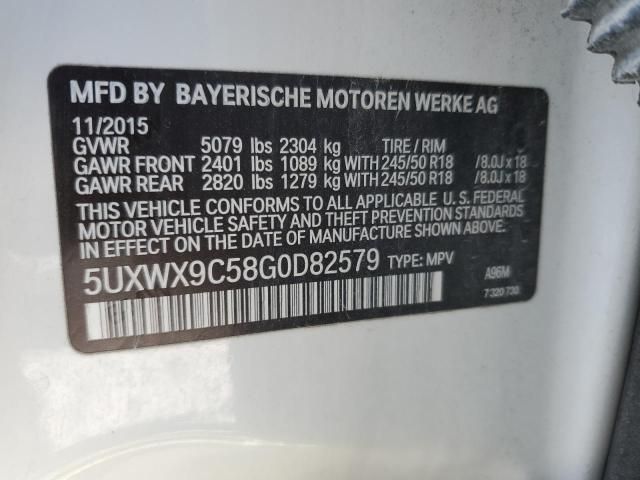 MFD BY BAYERISCHE MOTOREN WERKE AG
11/2015
GVWR 5079 lbs 2304 kg TIRE / RIM
GAWR FRONT 2401 lbs 1089 kg WITH 245/50 R18 /8.0J x 18
GAWR REAR 2820 lbs 1279 kg WITH 245/50 R18 /8.0J x 18
THIS VEHICLE CONFORMS TO ALL APPLICABLE U. S. FEDERAL
MOTOR VEHICLE SAFETY AND THEFT PREVENTION STANDARDS
IN EFFECT ON THE DATE OF MANUFACTURE SHOWN ABOVE.
5UXWX9C58G0D82579 TYPE: MPV
A96M
7 320 730